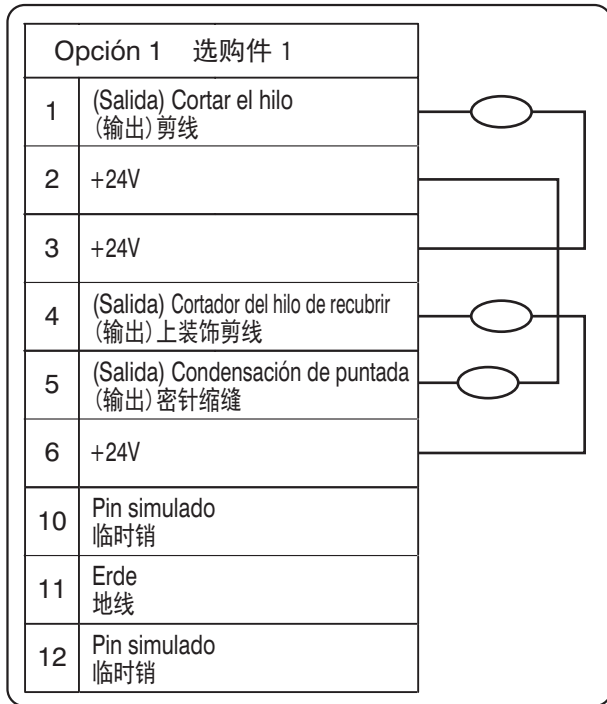 Opción 1 选购件 1
1 (Salida) Cortar el hilo
(输出) 剪线
2 +24V
3 +24V
4 (Salida) Cortador del hilo de recubrir
(输出) 上装饰剪线
5 (Salida) Condensación de puntada
(输出) 密针缩缝
6 +24V
10 Pin simulado
临时销
11 Erde
地线
12 Pin simulado
临时销